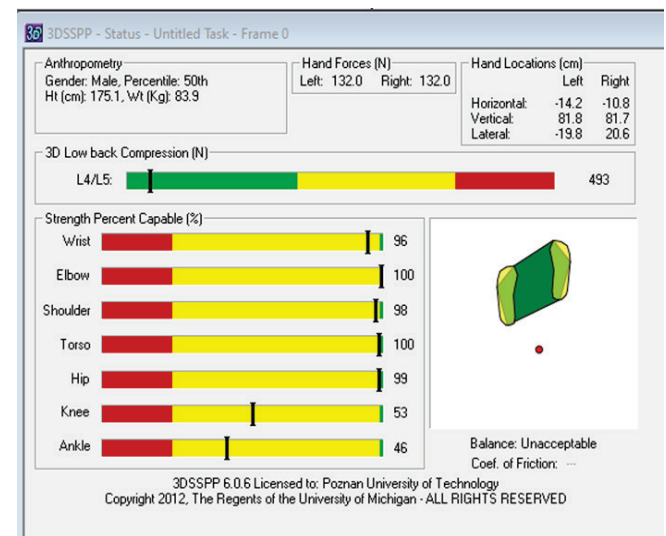 3DSSPP - Status - Untitled Task - Frame 0
Anthropometry
Gender: Male, Percentile: 50th
Ht (cm): 175.1, Wt (Kg): 83.9
Hand Forces (N)
Left: 132.0 Right: 132.0
Hand Locations (cm)
Left Right
Horizontal: -14.2 -10.8
Vertical: 81.8 81.7
Lateral: -19.8 20.6
3D Low back Compression (N)
L4/L5: 493
Strength Percent Capable (%)
Wrist 96
Elbow 100
Shoulder 98
Torso 100
Hip 99
Knee 53
Ankle 46
Balance: Unacceptable
Coef. of Friction: ---
3DSSPP 6.0.6 Licensed to: Poznan University of Technology
Copyright 2012, The Regents of the University of Michigan - ALL RIGHTS RESERVED